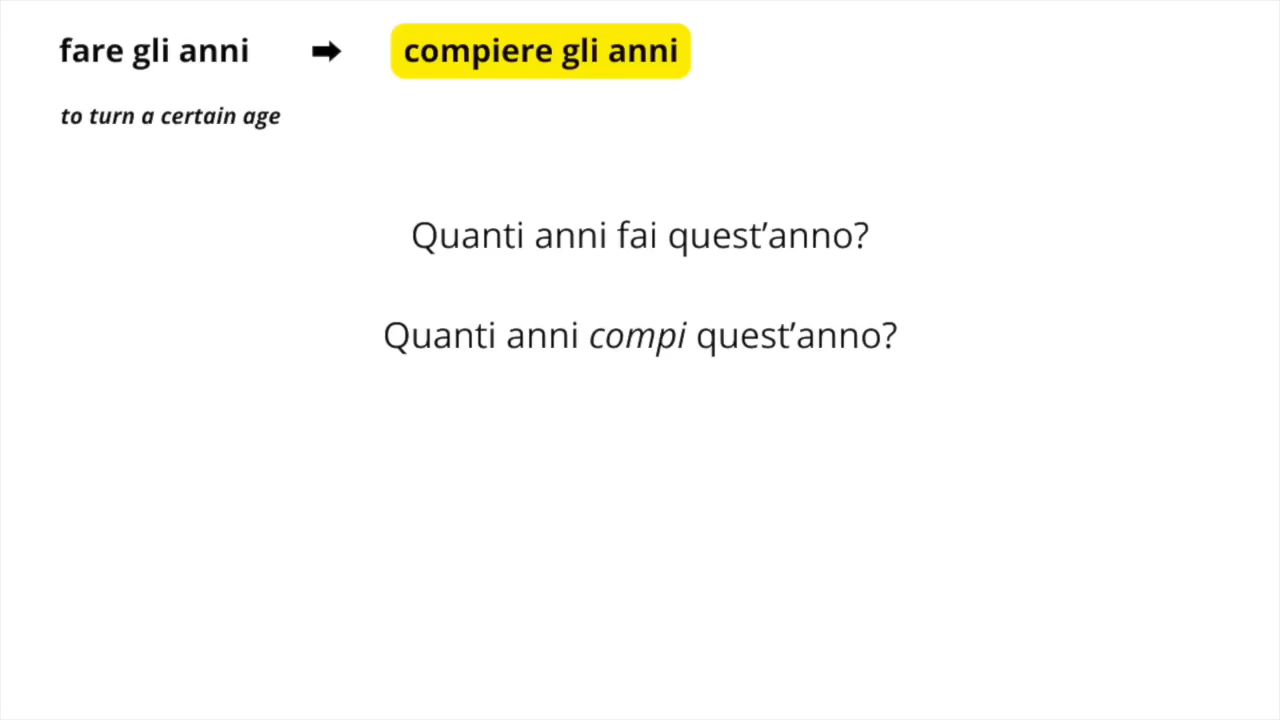 fare gli anni ➡ compiere gli anni
to turn a certain age
Quanti anni fai quest’anno?
Quanti anni compi quest’anno?